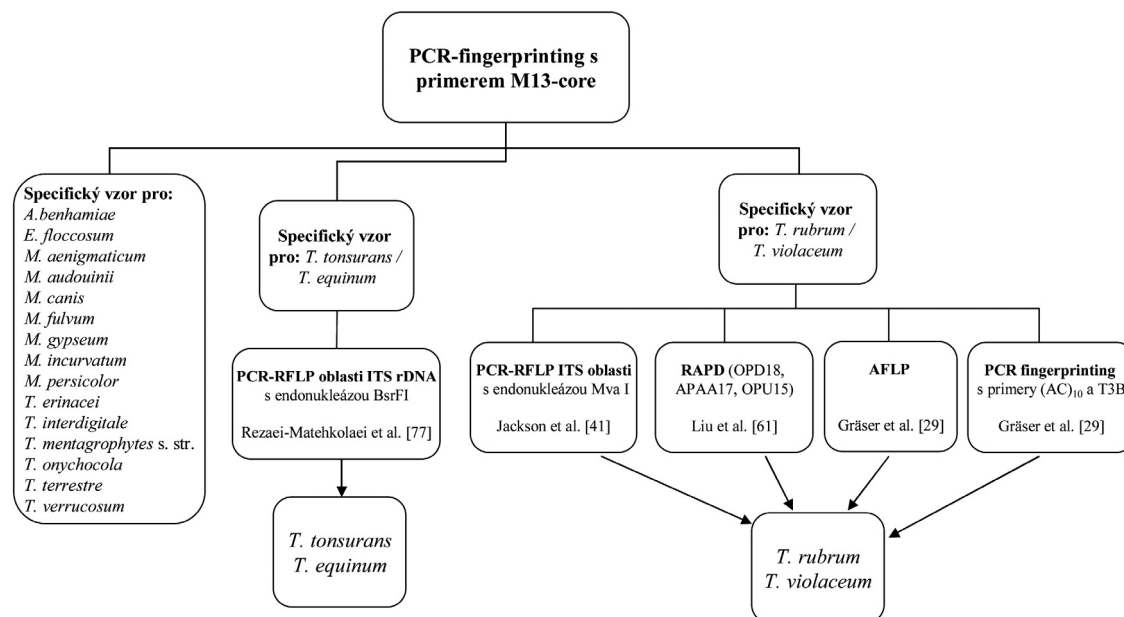 PCR-fingerprinting s
primerem M13-core
Specifický vzor pro:
A.benhamiae
E. floccosum
M. aenigmaticum
M. audouinii
M. canis
M. fulvum
M. gypseum
M. incurvatum
M. persicolor
T. erinacei
T. interdigitale
T. mentagrophytes s. str.
T. onychocola
T. terrestre
T. verrucosum
Specifický vzor
pro: T. tonsurans /
T. equinum
PCR-RFLP oblasti ITS rDNA
s endonukleázou BsrFI
Rezaei-Matehkolaei et al. [77]
T. tonsurans
T. equinum
Specifický vzor
pro: T. rubrum /
T. violaceum
PCR-RFLP ITS oblasti
s endonukleázou Mva I
Jackson et al. [41]
RAPD (OPD18,
APAA17, OPU15)
Liu et al. [61]
AFLP
Gräser et al. [29]
PCR fingerprinting
s primery (AC)10 a T3B
Gräser et al. [29]
T. rubrum
T. violaceum